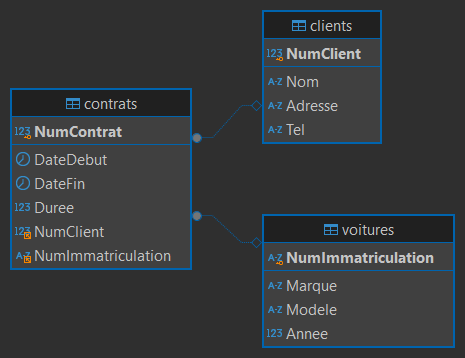 clients
123 NumClient
A-Z Nom
A-Z Adresse
A-Z Tel
contrats
123 NumContrat
DateDebut
DateFin
123 Duree
123 NumClient
A-Z NumImmatriculation
voitures
A-Z NumImmatriculation
A-Z Marque
A-Z Modele
123 Annee